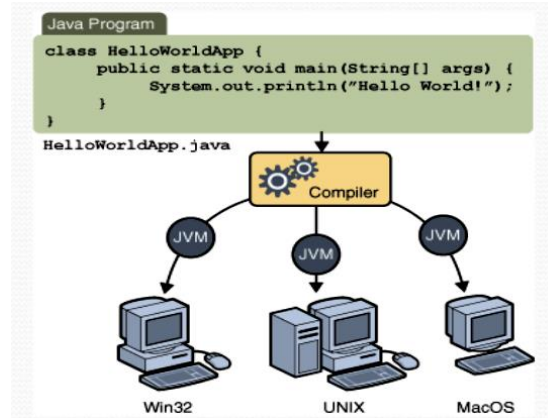 Java Program
class HelloWorldApp {
public static void main(String[] args) {
System.out.println("Hello World!");
}
}
HelloWorldApp.java
Compiler
JVM JVM JVM
Win32 UNIX MacOS